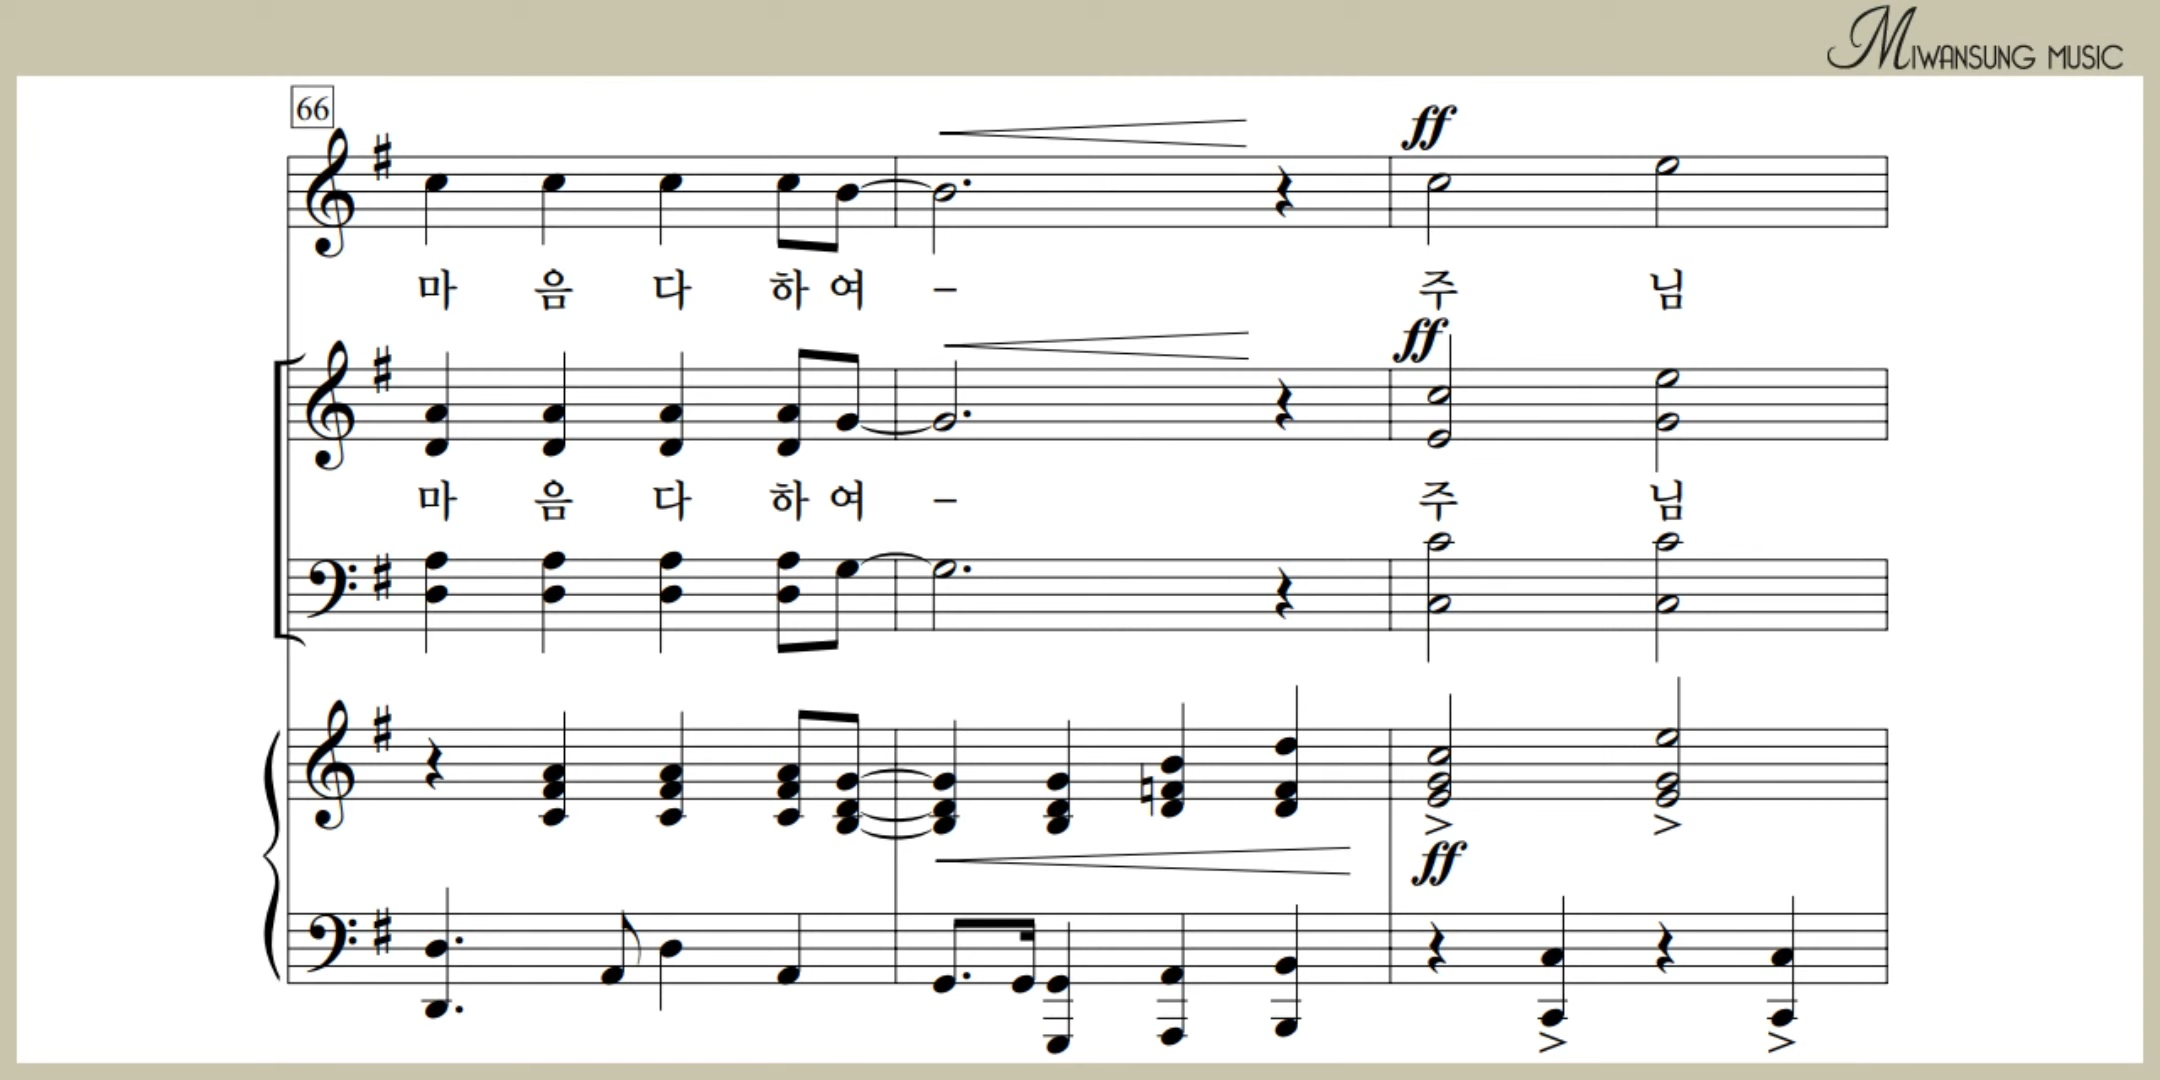 MIWANSUNG MUSIC
66
ff
마 음 다 하 여 – 주 님
ff
마 음 다 하 여 – 주 님
ff